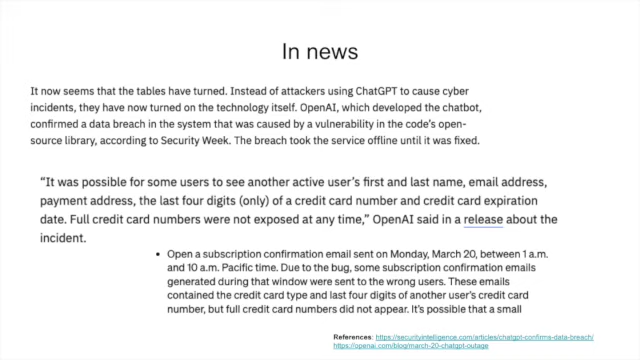 In news
It now seems that the tables have turned. Instead of attackers using ChatGPT to cause cyber
incidents, they have now turned on the technology itself. OpenAI, which developed the chatbot,
confirmed a data breach in the system that was caused by a vulnerability in the code's open-
source library, according to Security Week. The breach took the service offline until it was fixed.
“It was possible for some users to see another active user’s first and last name, email address,
payment address, the last four digits (only) of a credit card number and credit card expiration
date. Full credit card numbers were not exposed at any time,” OpenAI said in a release about the
incident.
• Open a subscription confirmation email sent on Monday, March 20, between 1 a.m.
and 10 a.m. Pacific time. Due to the bug, some subscription confirmation emails
generated during that window were sent to the wrong users. These emails
contained the credit card type and last four digits of another user’s credit card
number, but full credit card numbers did not appear. It’s possible that a small
References: https://securityintelligence.com/articles/chatgpt-confirms-data-breach/
https://openai.com/blog/march-20-chatgpt-outage